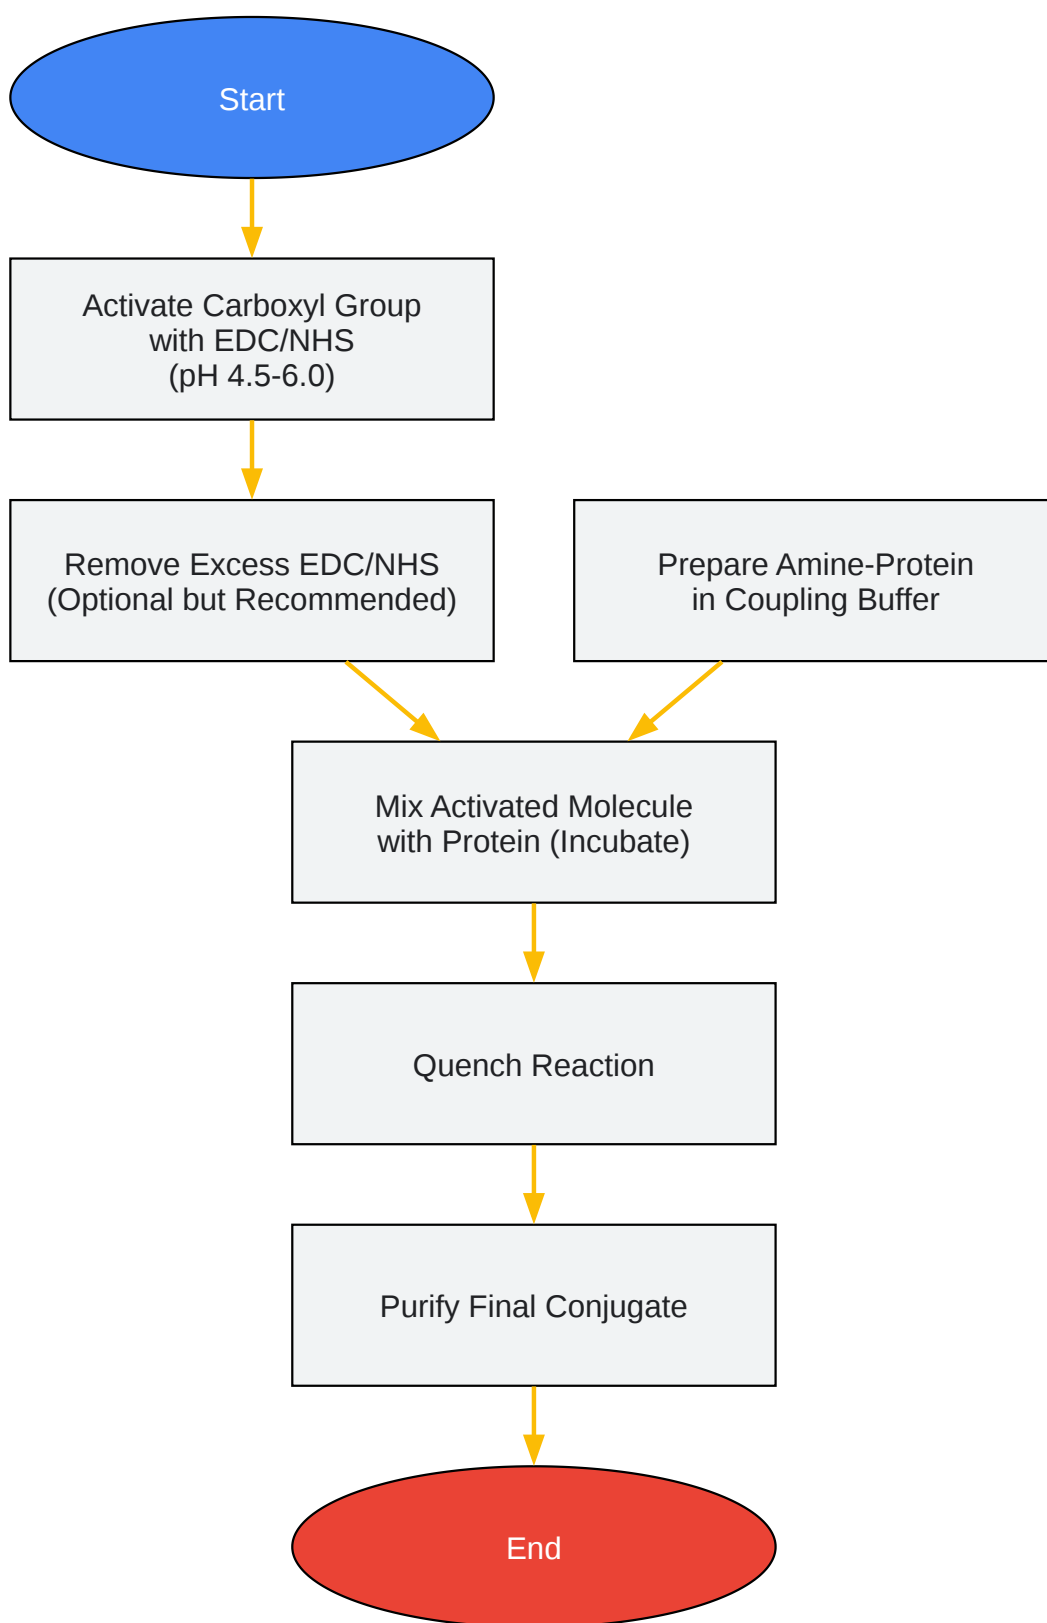 Start
Activate Carboxyl Group
with EDC/NHS
(pH 4.5-6.0)
Remove Excess EDC/NHS
(Optional but Recommended)
Prepare Amine-Protein
in Coupling Buffer
Mix Activated Molecule
with Protein (Incubate)
Quench Reaction
Purify Final Conjugate
End